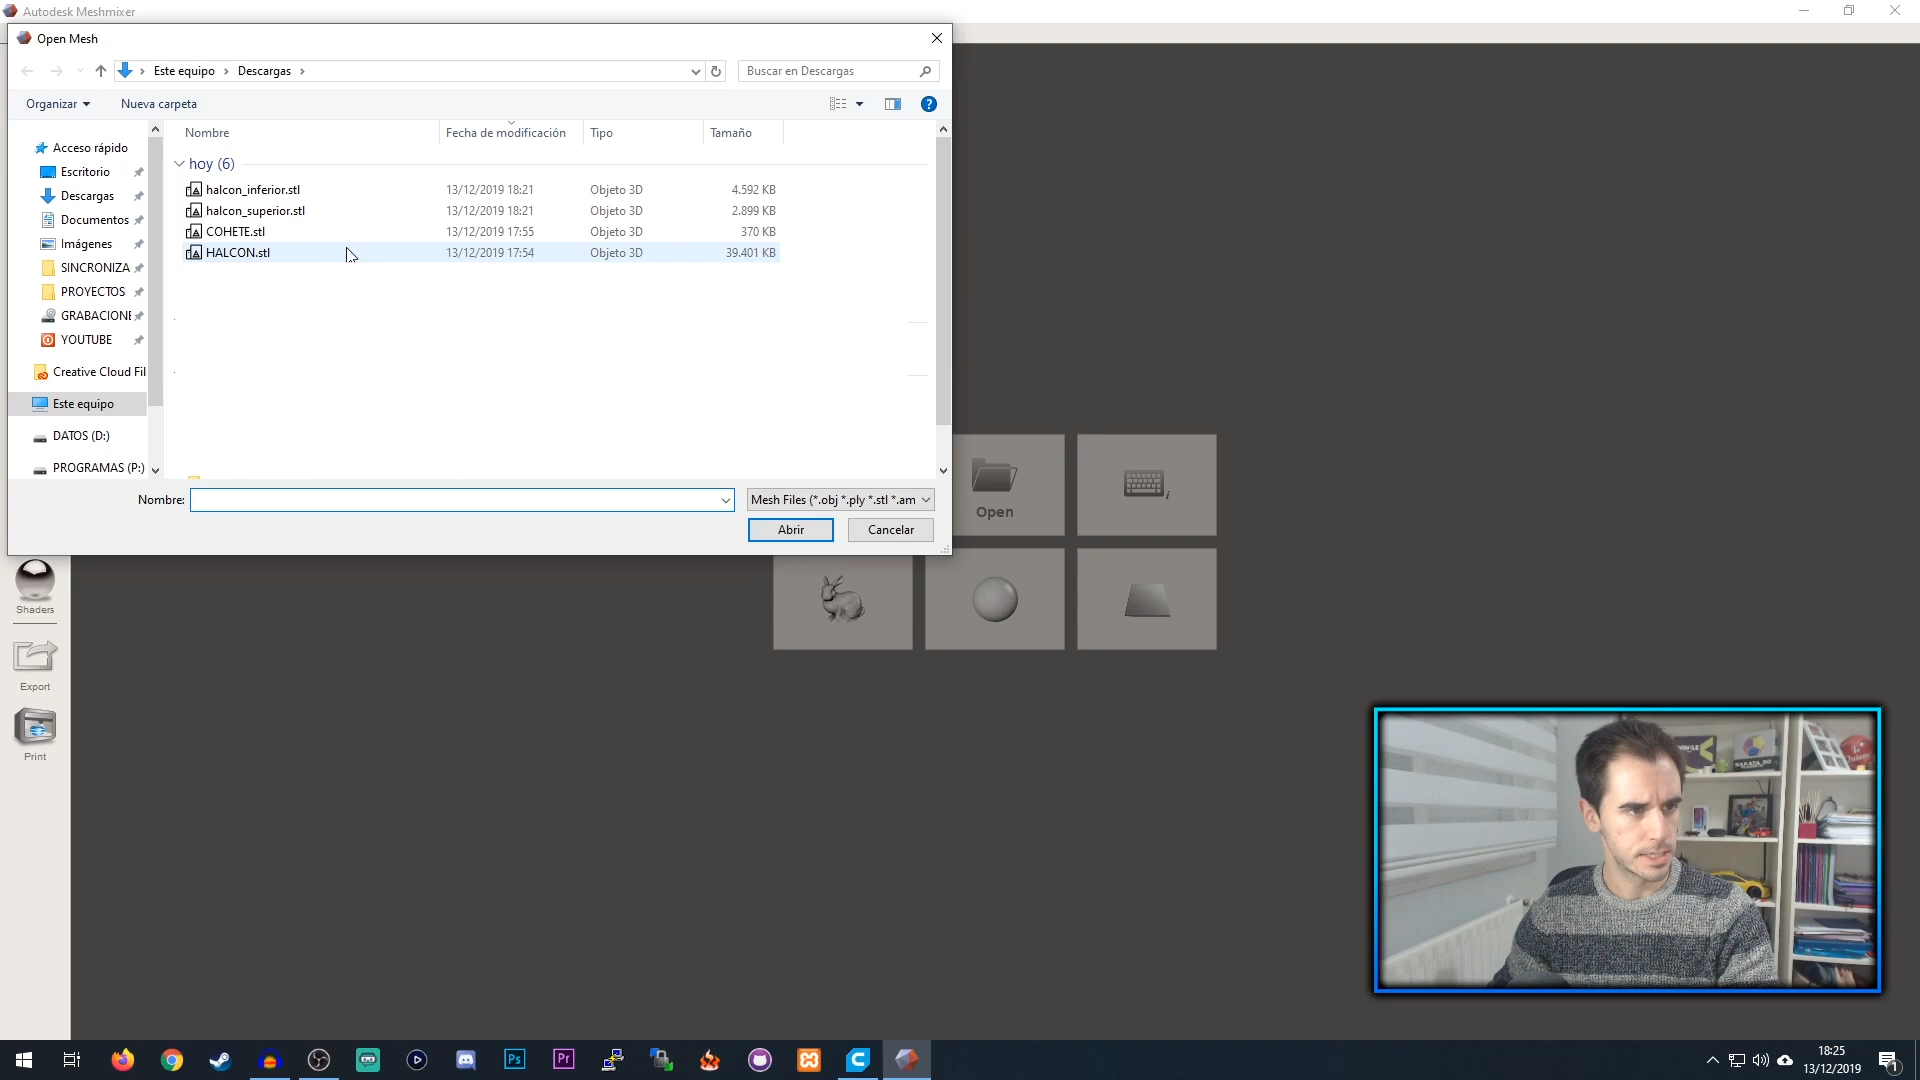 Autodesk Meshmixer
Open Mesh
Este equipo
Descargas
Buscar en Descargas
Organizar
Nueva carpeta
Nombre
Fecha de modificación
Tipo
Tamaño
hoy (6)
halcon_inferior.stl 13/12/2019 18:21 Objeto 3D 4.592 KB
halcon_superior.stl 13/12/2019 18:21 Objeto 3D 2.899 KB
COHETE.stl 13/12/2019 17:55 Objeto 3D 370 KB
HALCON.stl 13/12/2019 17:54 Objeto 3D 39.401 KB
Acceso rápido
Escritorio
Descargas
Documentos
Imágenes
SINCRONIZA
PROYECTOS
GRABACIONE
YOUTUBE
Creative Cloud Fil
Este equipo
DATOS (D:)
PROGRAMAS (P:)
Nombre:
Mesh Files (*.obj *.ply *.stl *.am
Abrir
Cancelar
Open
Shaders
Export
Print
Ps
Pr
18:25
13/12/2019
1